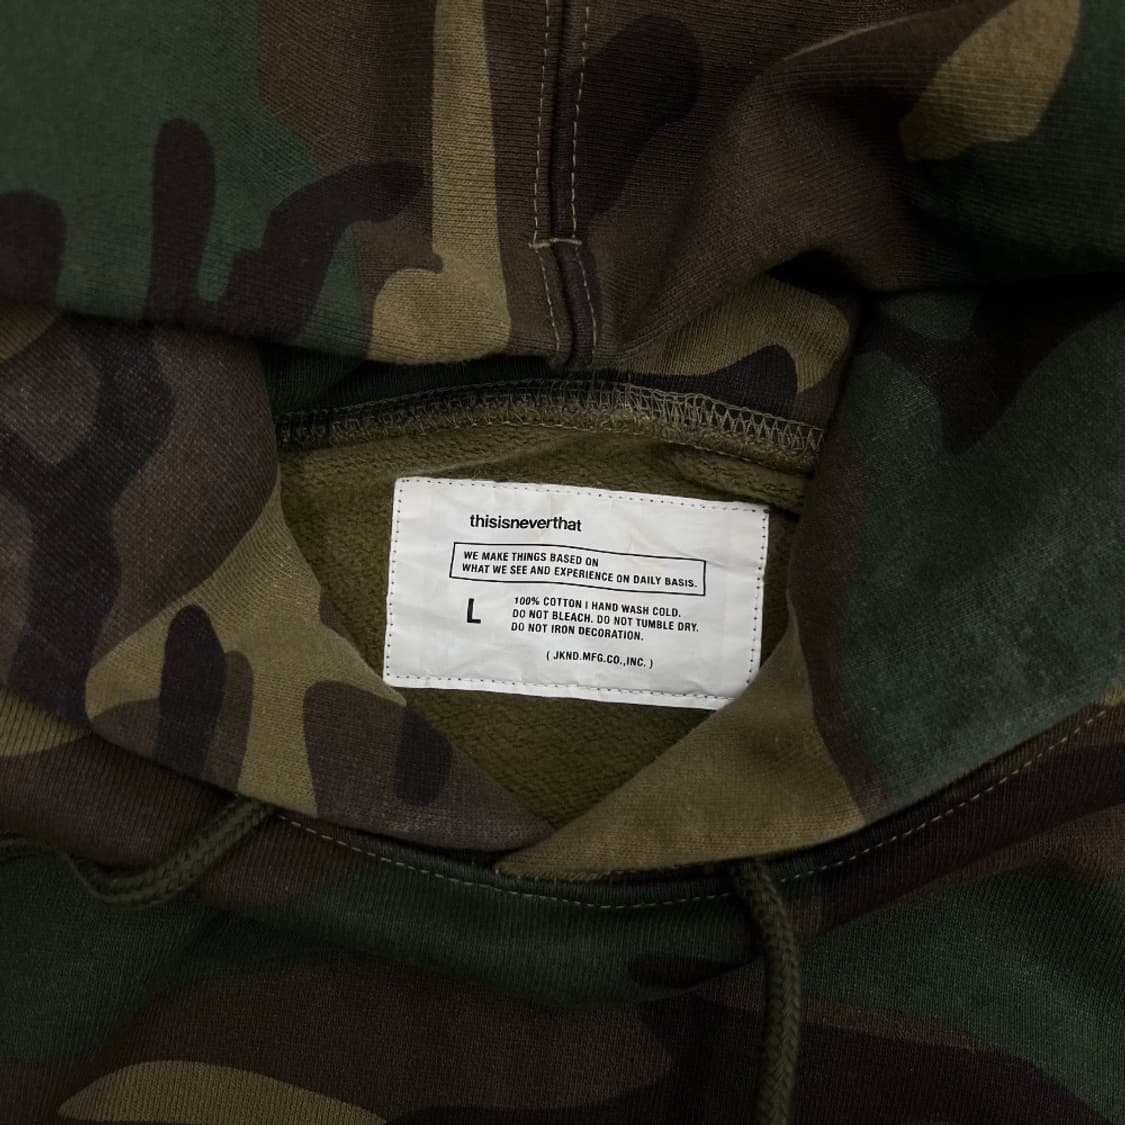 thisisneverthat
WE MAKE THINGS BASED ON
WHAT WE SEE AND EXPERIENCE ON DAILY BASIS.
L
100% COTTON I HAND WASH COLD.
DO NOT BLEACH. DO NOT TUMBLE DRY.
DO NOT IRON DECORATION.
( JKND.MFG.CO.,INC. )